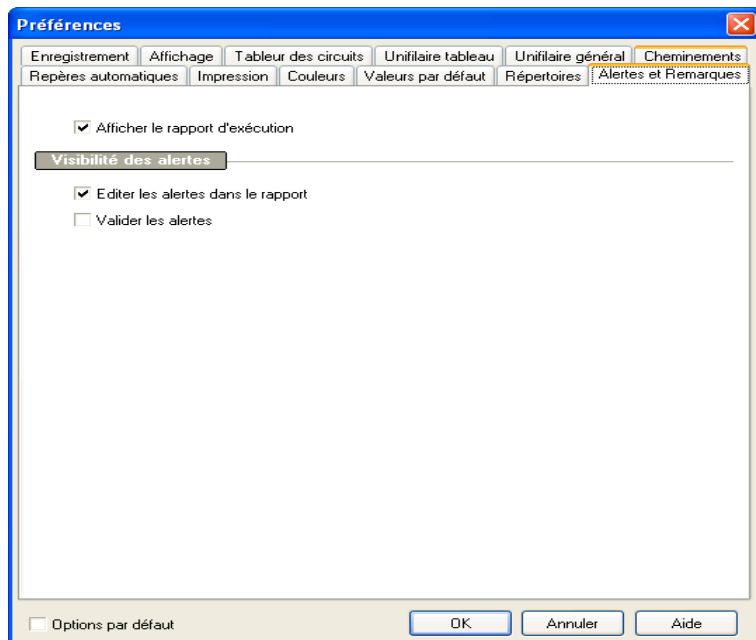 Préférences
Enregistrement Affichage Tableur des circuits Unifilaire tableau Unifilaire général Cheminements
Repères automatiques Impression Couleurs Valeurs par défaut Répertoires Alertes et Remarques
Afficher le rapport d'exécution
Visibilité des alertes
Editer les alertes dans le rapport
Valider les alertes
Options par défaut OK Annuler Aide